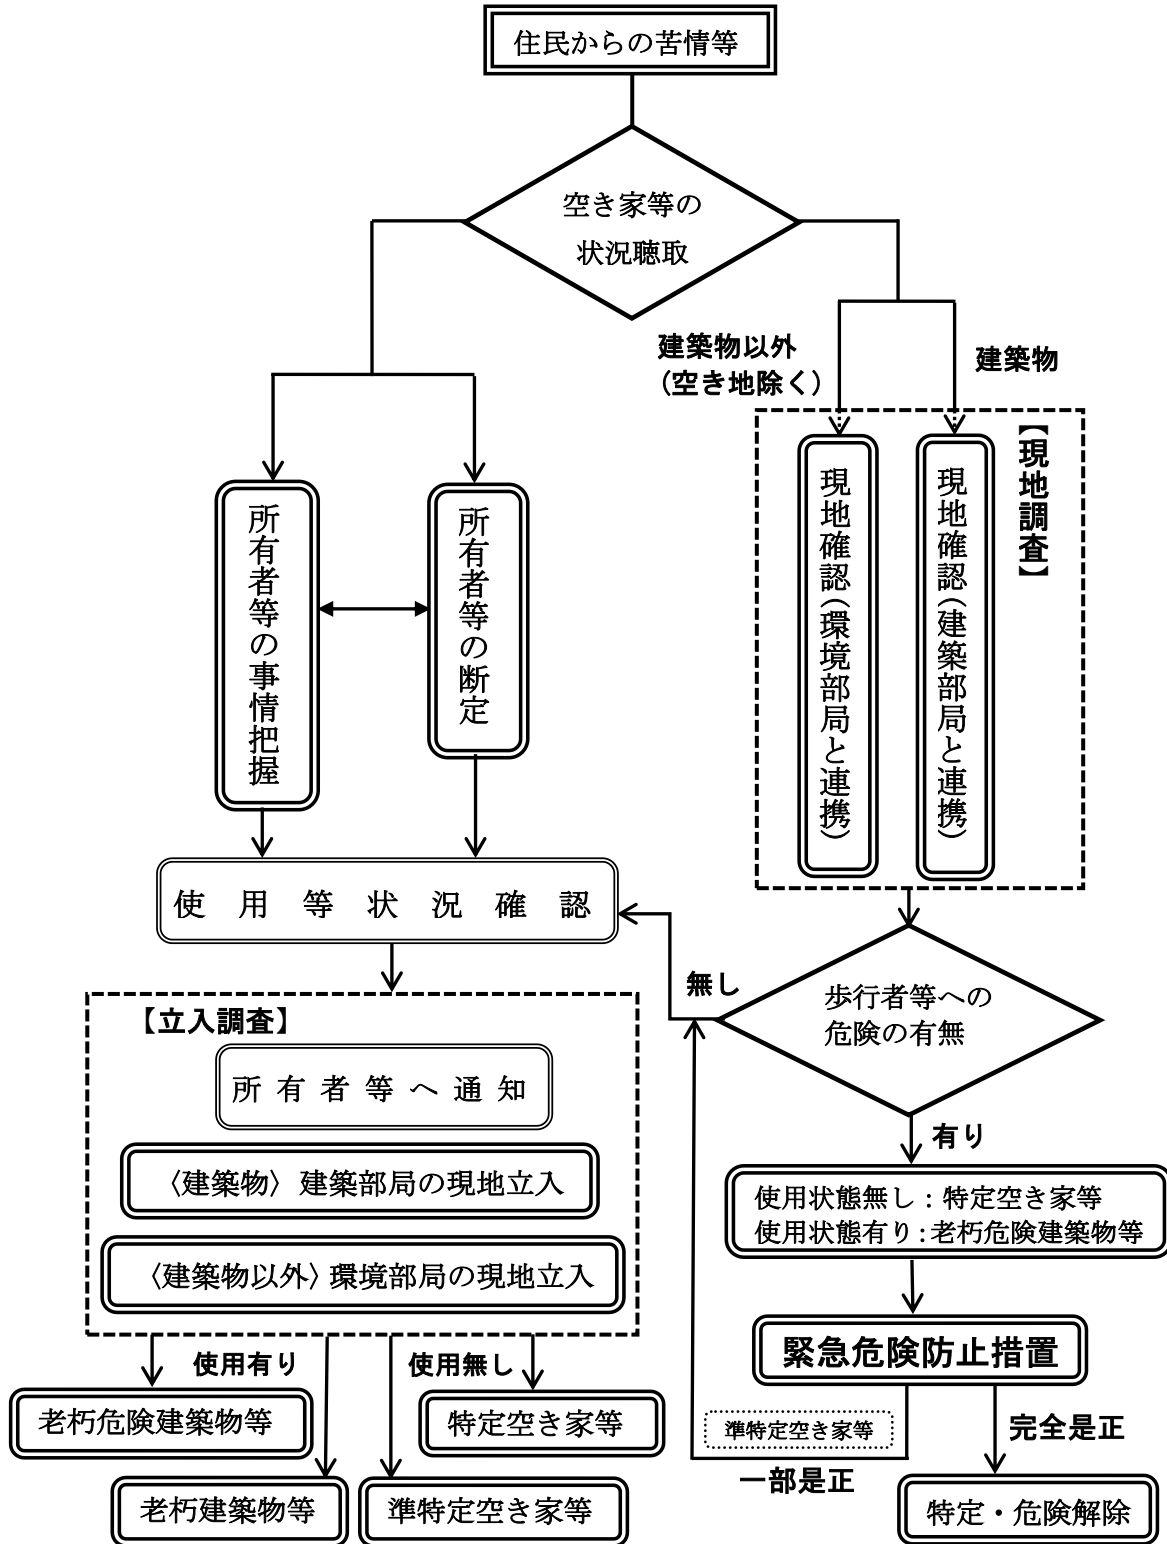 住民からの苦情等
空き家等の
状況聴取
建築物以外
(空き地除く)
建築物
【現地調査】
所有者等の事情把握
所有者等の断定
現地確認(環境部局と連携)
現地確認(建築部局と連携)
使用等状況確認
無し
歩行者等への
危険の有無
有り
【立入調査】
所有者等へ通知
〈建築物〉建築部局の現地立入
〈建築物以外〉環境部局の現地立入
使用状態無し：特定空き家等
使用状態有り：老朽危険建築物等
緊急危険防止措置
使用有り
使用無し
老朽危険建築物等
特定空き家等
老朽建築物等
準特定空き家等
準特定空き家等
一部是正
完全是正
特定・危険解除